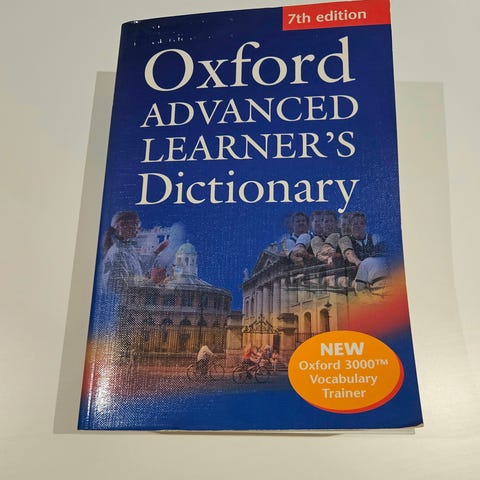 7th edition
Oxford
ADVANCED
LEARNER'S
Dictionary
NEW
Oxford 3000™
Vocabulary
Trainer